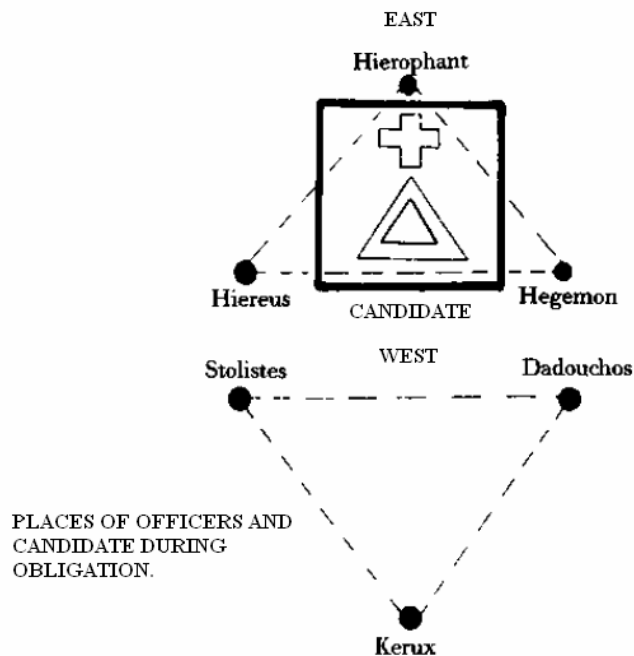 EAST
Hierophant
Hiereus
Hegemon
CANDIDATE
WEST
Stolistes
Dadouchos
PLACES OF OFFICERS AND
CANDIDATE DURING
OBLIGATION.
Kerux